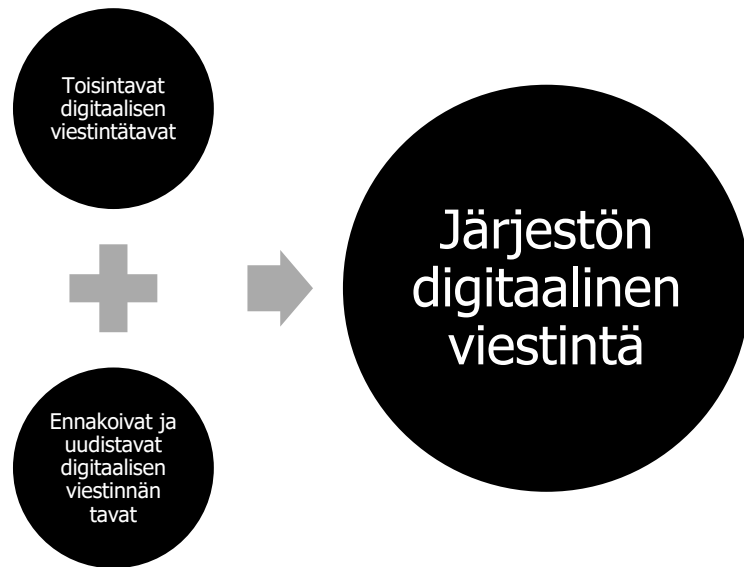 Toisintavat
digitaalisen
viestintätavat
Ennakoivat ja
uudistavat
digitaalisen
viestinnän
tavat
Järjestön
digitaalinen
viestintä